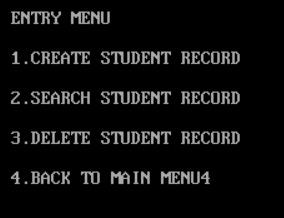 ENTRY MENU
1.CREATE STUDENT RECORD
2.SEARCH STUDENT RECORD
3.DELETE STUDENT RECORD
4.BACK TO MAIN MENU4